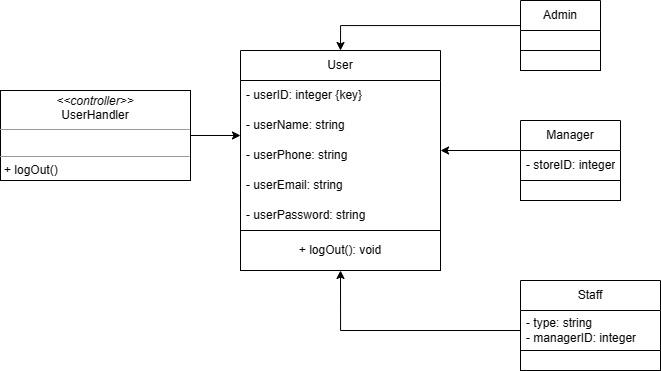 Admin
User
- userID: integer {key}
- userName: string
- userPhone: string
- userEmail: string
- userPassword: string
+ logOut(): void
<<controller>>
UserHandler
+ logOut()
Manager
- storeID: integer
Staff
- type: string
- managerID: integer